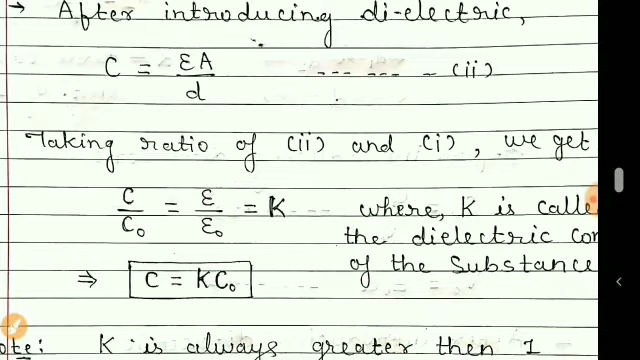 → After introducing di-electric,
C = εA/d --- --- --- - (ii)
Taking ratio of (ii) and (i), we get
C/C₀ = ε/ε₀ = K where, K is calle
the dielectric con
⇒ C = KC₀ of the Substance
ote: K is always greater then 1